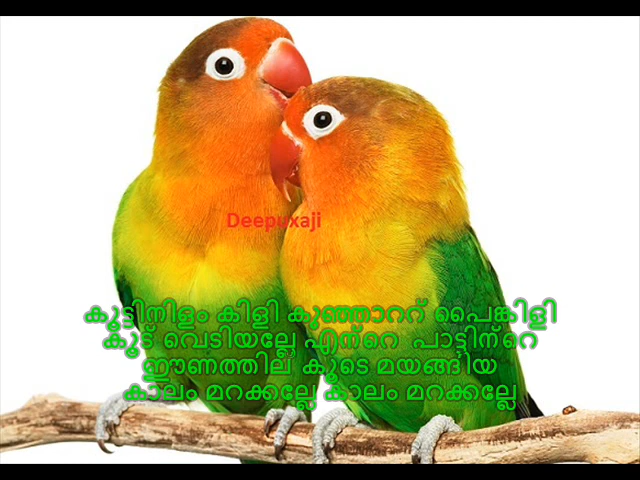 Deepuxaji
കൂട്ടിനിളം കിളി കുഞ്ഞാററ് പൈങ്കിളി
കൂട് വെടിയല്ലേ എന്റെ പാട്ടിന്റെ
ഈണത്തില് കൂടെ മയങ്ങിയ
കാലം മറക്കല്ലേ കാലം മറക്കല്ലേ